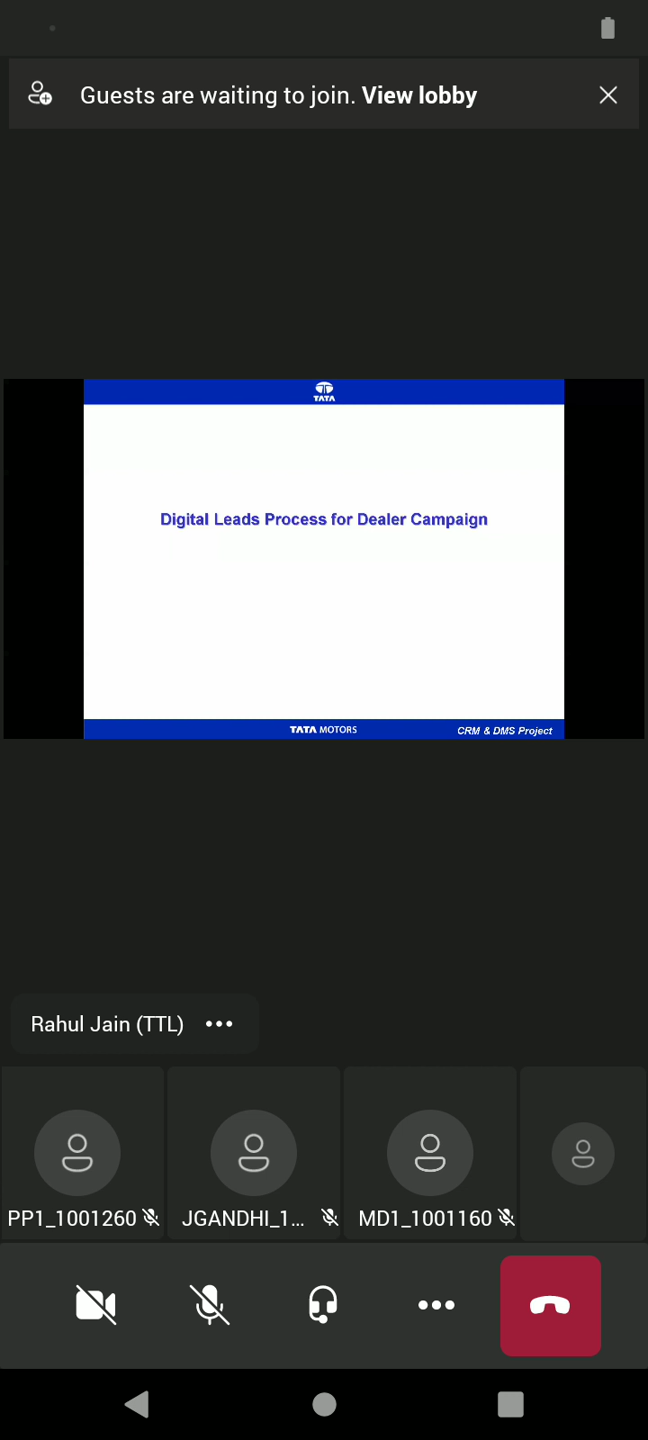 Guests are waiting to join. View lobby
TATA
Digital Leads Process for Dealer Campaign
TATA MOTORS
CRM & DMS Project
Rahul Jain (TTL)
PP1_1001260
JGANDHI_1...
MD1_1001160